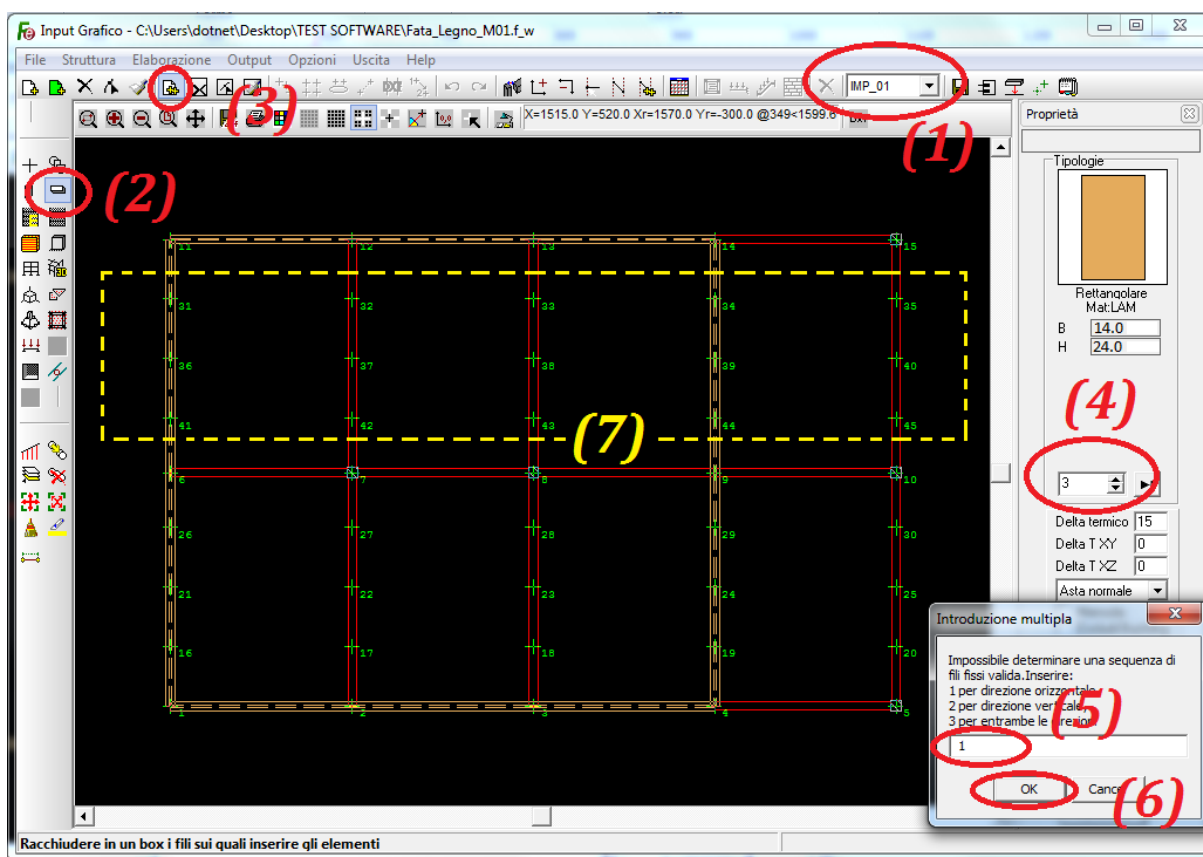 Input Grafico - C:\Users\dotnet\Desktop\TEST SOFTWARE\Fata_Legno_M01.f_w
File Struttura Elaborazione Output Opzioni Uscita Help
IMP_01
(3)
X=1515.0 Y=520.0 Xr=1570.0 Yr=-300.0 @349<1599.6
DXF
(1)
Proprietà
(2)
Tipologie
11 12 13 14 15
31 32 33 34 35
Rettangolare
Mat:LAM
B 14.0
H 24.0
36 37 38 39 40
(4)
41 42 43 44 45
(7)
6 7 8 9 10
3
26 27 28 29 30
Delta termico 15
Delta T XY 0
Delta T XZ 0
Asta normale
21 22 23 24 25
Introduzione multipla
16 17 18 19 20
Impossibile determinare una sequenza di
fili fissi valida.Inserire:
1 per direzione orizzontale,
2 per direzione verticale,
3 per entrambe le direzioni
(5)
1
1 2 3 4 5
OK Cancel
(6)
Racchiudere in un box i fili sui quali inserire gli elementi